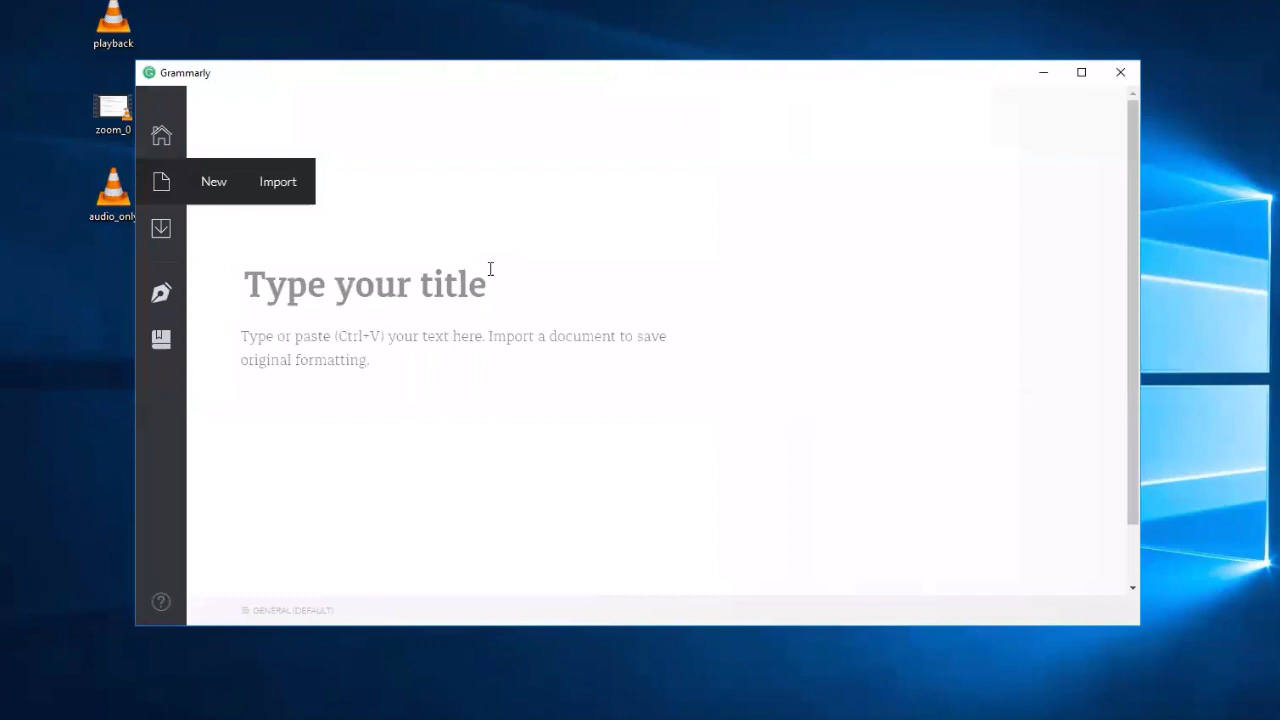 playback
Grammarly
zoom_0
New Import
audio_only
Type your title
Type or paste (Ctrl+V) your text here. Import a document to save
original formatting.
GENERAL (DEFAULT)